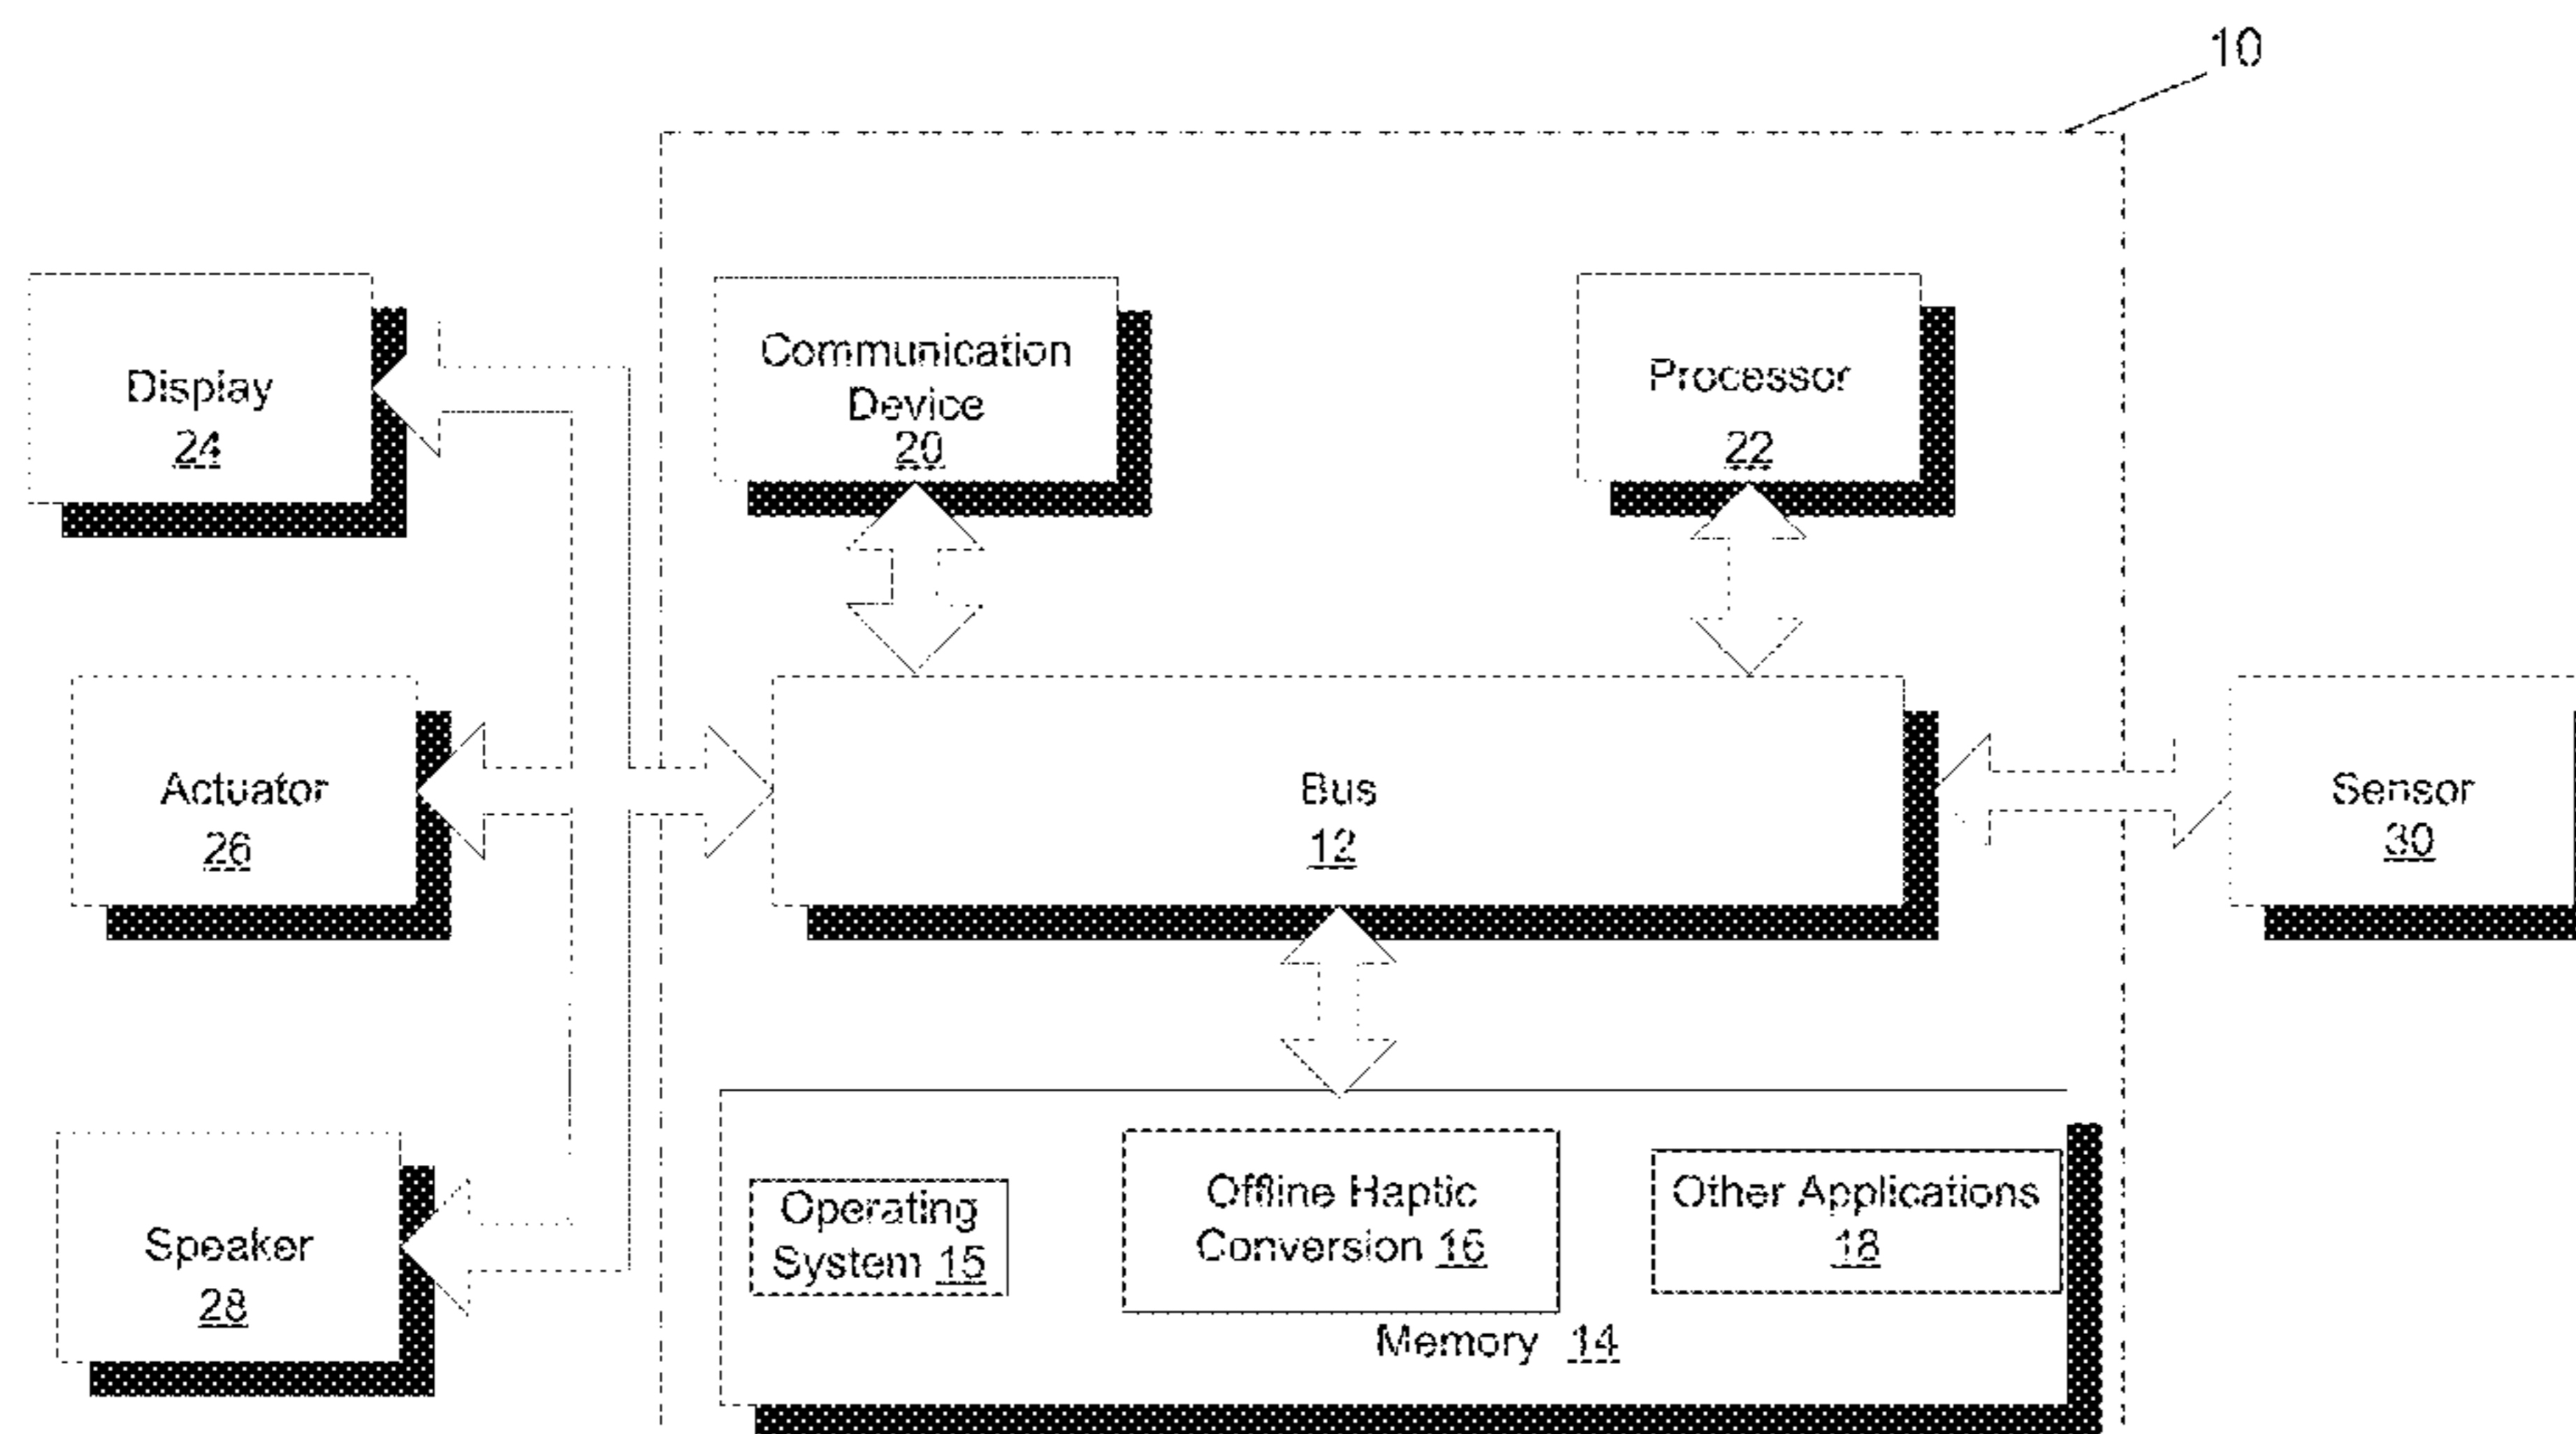 10
Display
24
Communication
Device
20
Processor
22
Actuator
26
Bus
12
Sensor
30
Speaker
28
Operating
System 15
Offline Haptic
Conversion 16
Other Applications
18
Memory 14